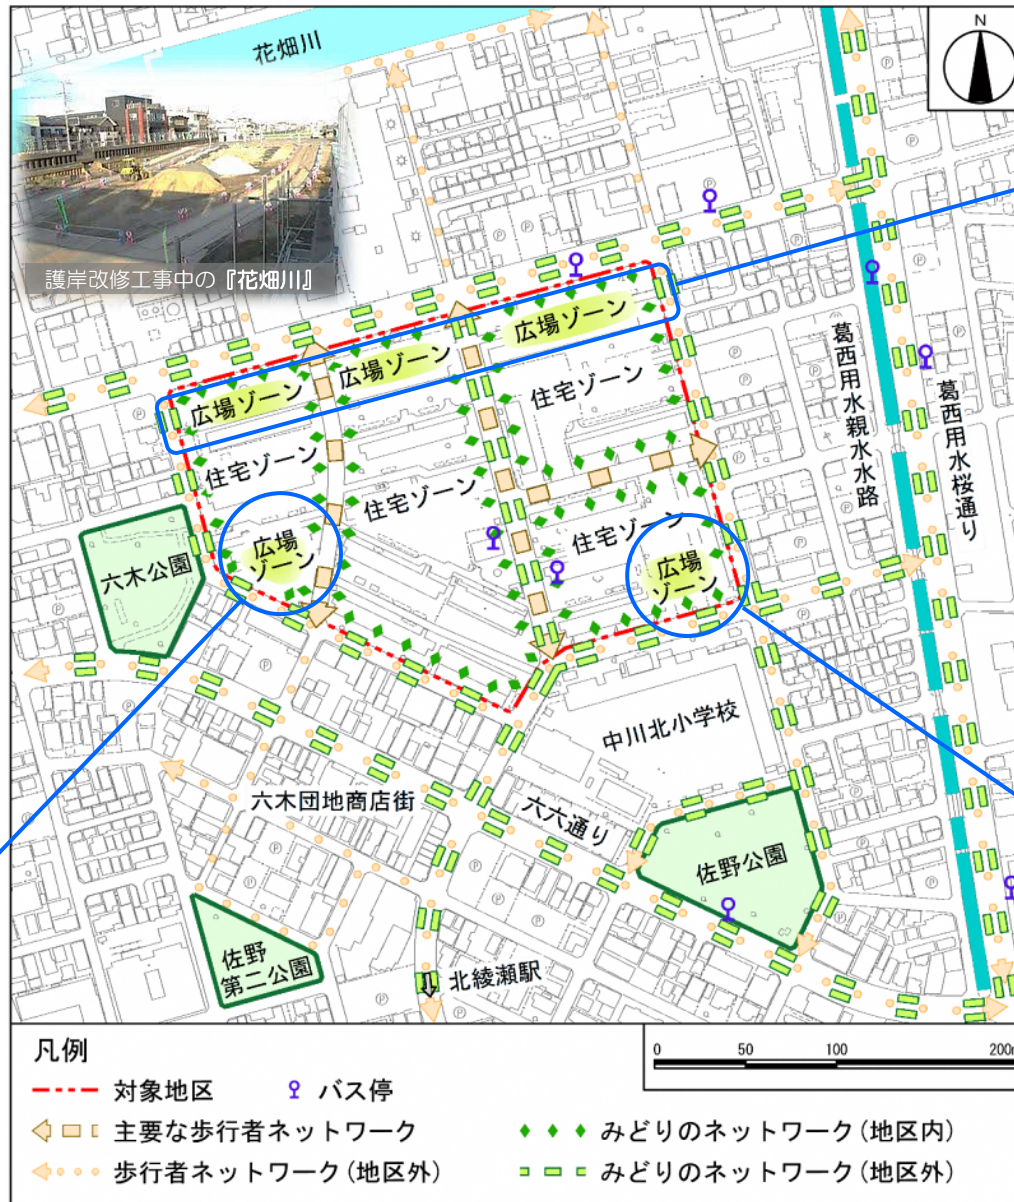 花畑川
N
護岸改修工事中の『花畑川』
広場ゾーン
広場ゾーン
広場ゾーン
住宅ゾーン
住宅ゾーン
住宅ゾーン
住宅ゾーン
広場
ゾーン
広場
ゾーン
六木公園
葛西用水親水水路
葛西用水桜通り
中川北小学校
六木団地商店街
六六通り
佐野公園
佐野
第二公園
北綾瀬駅
凡例
0 50 100 200m
対象地区
バス停
主要な歩行者ネットワーク
みどりのネットワーク(地区内)
歩行者ネットワーク(地区外)
みどりのネットワーク(地区外)